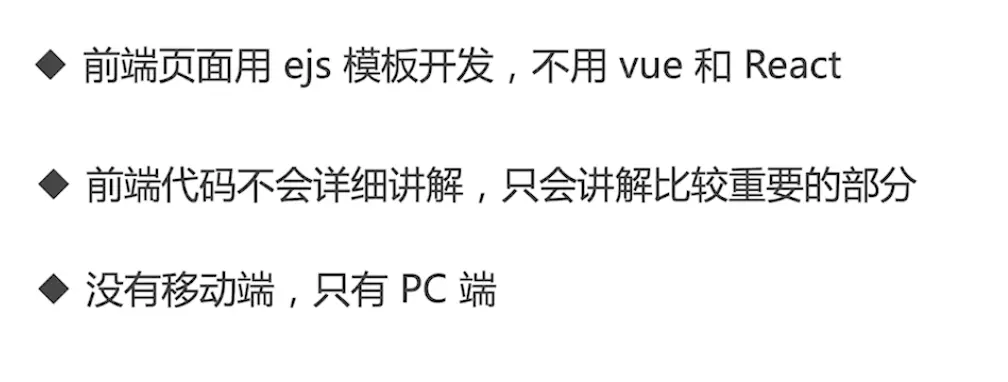 ◆ 前端页面用 ejs 模板开发，不用 vue 和 React
◆ 前端代码不会详细讲解，只会讲解比较重要的部分
◆ 没有移动端，只有 PC 端